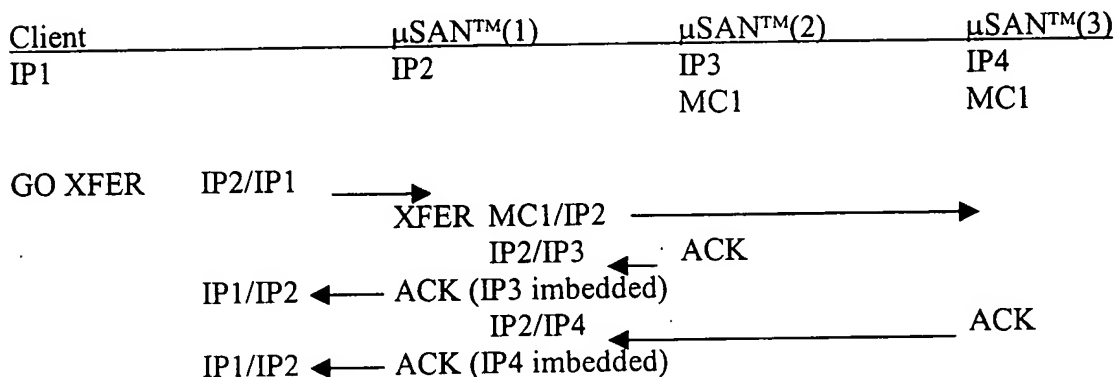 Client µSAN™(1) µSAN™(2) µSAN™(3)
IP1 IP2 IP3 IP4
MC1 MC1
GO XFER IP2/IP1
XFER MC1/IP2
IP2/IP3 ACK
IP1/IP2 ACK (IP3 imbedded)
IP2/IP4 ACK
IP1/IP2 ACK (IP4 imbedded)